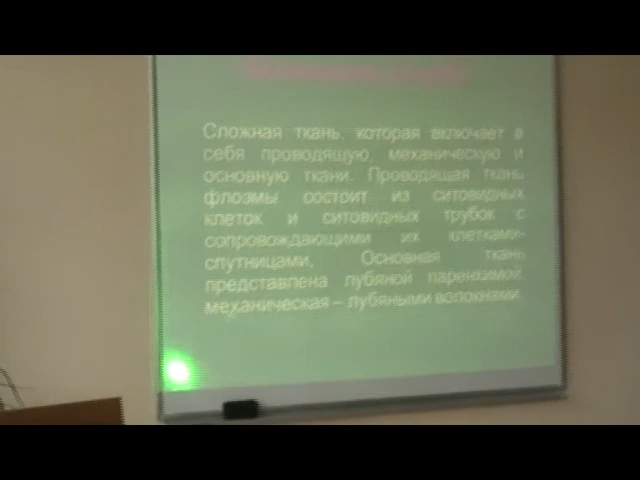 Сложная ткань, которая включает в
себя проводящую, механическую и
основную ткани. Проводящая ткань
флоэмы состоит из ситовидных
клеток и ситовидных трубок с
сопровождающими их клетками-
спутницами. Основная ткань
представлена лубяной паренхимой,
механическая – лубяными волокнами